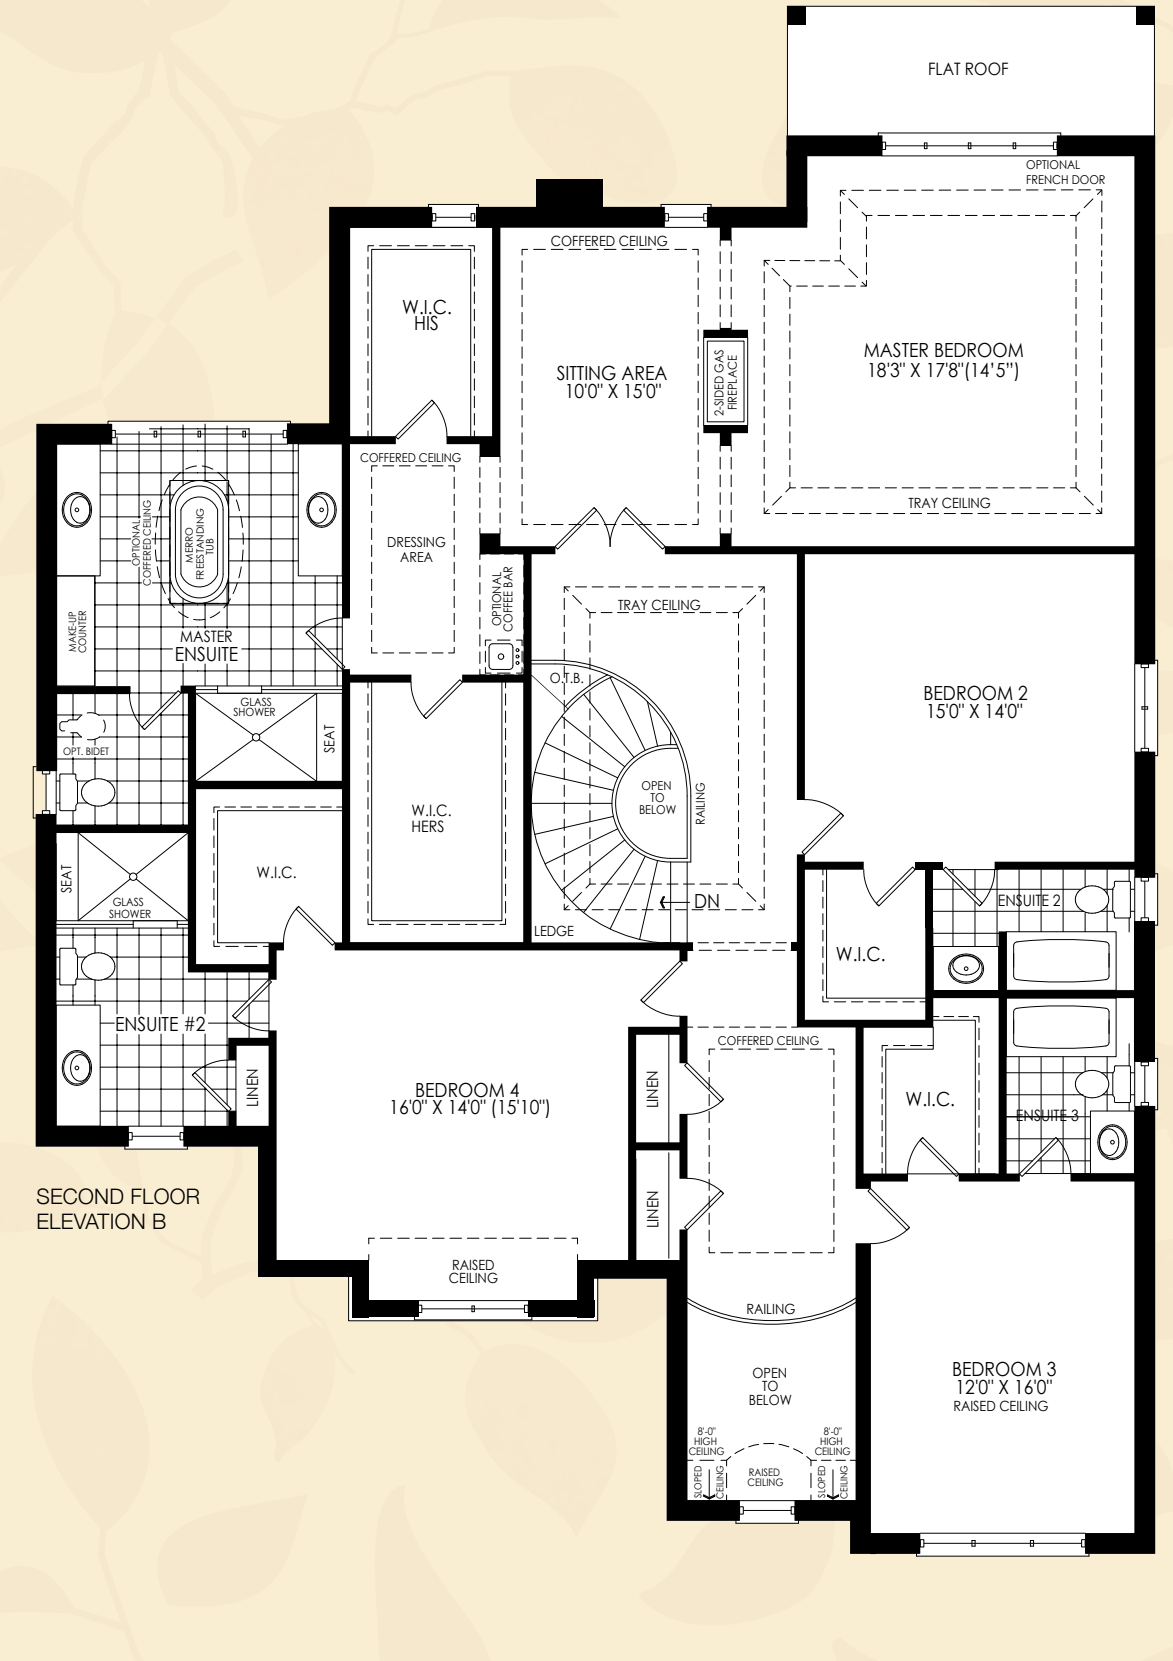 FLAT ROOF
OPTIONAL
FRENCH DOOR
COFFERED CEILING
W.I.C.
HIS
SITTING AREA
10'0" X 15'0"
2-SIDED GAS
FIREPLACE
MASTER BEDROOM
18'3" X 17'8"(14'5")
TRAY CEILING
COFFERED CEILING
DRESSING
AREA
OPTIONAL
COFFERED CEILING
MERRO
FREESTANDING
TUB
MAKE-UP
COUNTER
MASTER
ENSUITE
OPTIONAL
COFFEE BAR
TRAY CEILING
O.T.B.
BEDROOM 2
15'0" X 14'0"
GLASS
SHOWER
SEAT
OPT. BIDET
OPEN
TO
BELOW
RAILING
W.I.C.
HERS
W.I.C.
SEAT
GLASS
SHOWER
DN
LEDGE
ENSUITE 2
W.I.C.
ENSUITE #2
LINEN
BEDROOM 4
16'0" X 14'0" (15'10")
LINEN
COFFERED CEILING
W.I.C.
ENSUITE 3
SECOND FLOOR
ELEVATION B
LINEN
RAISED
CEILING
RAILING
OPEN
TO
BELOW
BEDROOM 3
12'0" X 16'0"
RAISED CEILING
8'-0"
HIGH
CEILING
8'-0"
HIGH
CEILING
SLOPED
CEILING
RAISED
CEILING
SLOPED
CEILING